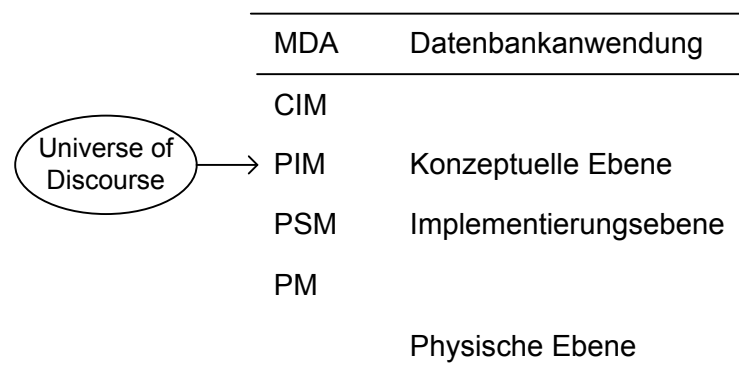 MDA Datenbankanwendung
CIM
Universe of
Discourse
PIM Konzeptuelle Ebene
PSM Implementierungsebene
PM
Physische Ebene